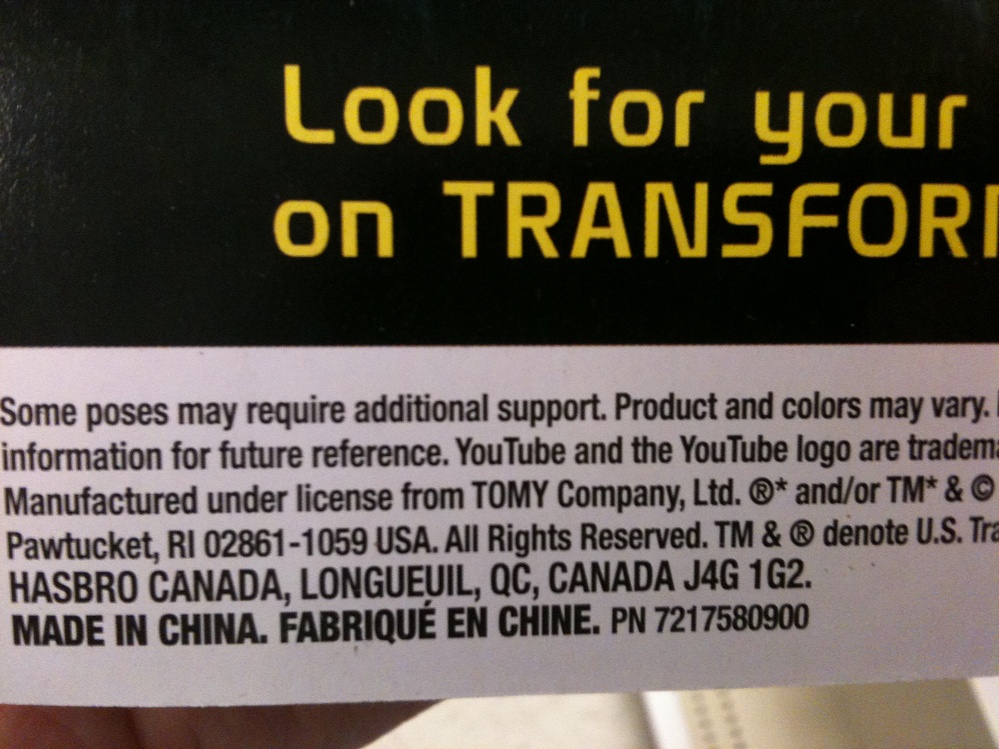 Look for your
on TRANSFOR
Some poses may require additional support. Product and colors may vary.
information for future reference. YouTube and the YouTube logo are tradema
Manufactured under license from TOMY Company, Ltd. ®* and/or TM* & ©
Pawtucket, RI 02861-1059 USA. All Rights Reserved. TM & ® denote U.S. Tra
HASBRO CANADA, LONGUEUIL, QC, CANADA J4G 1G2.
MADE IN CHINA. FABRIQUÉ EN CHINE. PN 7217580900